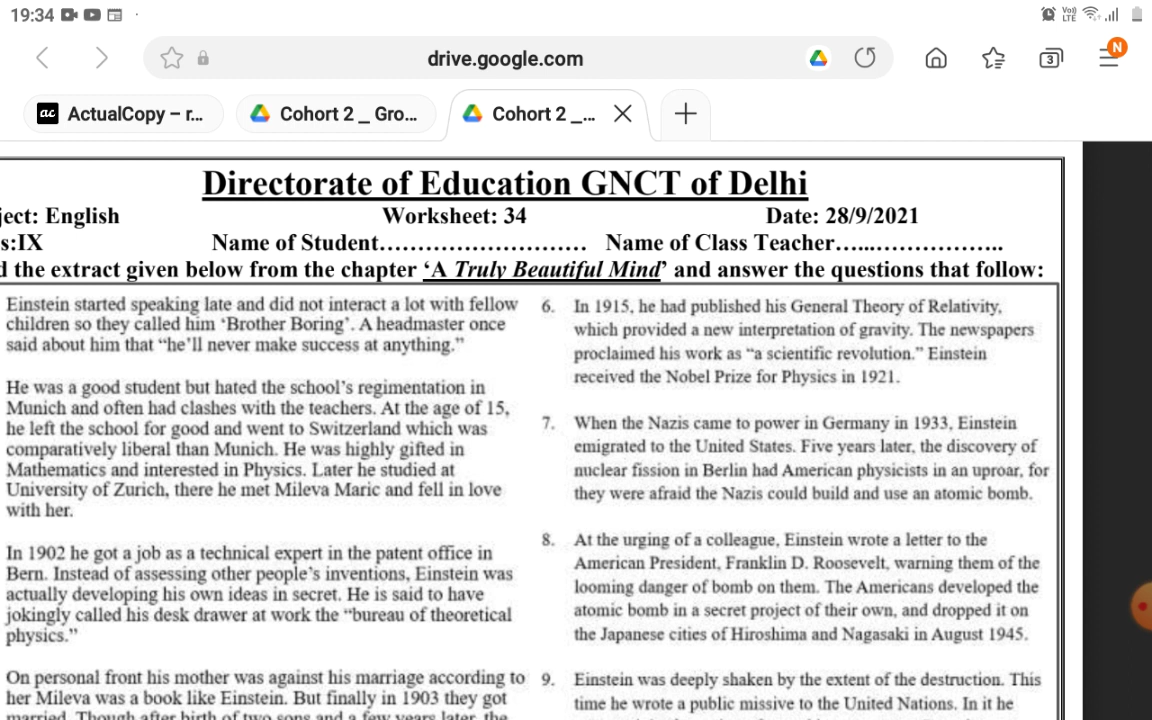 19:34
Vo)) LTE
drive.google.com
3
N
ac ActualCopy – r...
Cohort 2 _ Gro...
Cohort 2 _...
Directorate of Education GNCT of Delhi
ject: English Worksheet: 34 Date: 28/9/2021
s:IX Name of Student………………………. Name of Class Teacher…...……………..
d the extract given below from the chapter ‘A Truly Beautiful Mind’ and answer the questions that follow:
Einstein started speaking late and did not interact a lot with fellow
children so they called him ‘Brother Boring’. A headmaster once
said about him that “he’ll never make success at anything.”
He was a good student but hated the school’s regimentation in
Munich and often had clashes with the teachers. At the age of 15,
he left the school for good and went to Switzerland which was
comparatively liberal than Munich. He was highly gifted in
Mathematics and interested in Physics. Later he studied at
University of Zurich, there he met Mileva Maric and fell in love
with her.
In 1902 he got a job as a technical expert in the patent office in
Bern. Instead of assessing other people’s inventions, Einstein was
actually developing his own ideas in secret. He is said to have
jokingly called his desk drawer at work the “bureau of theoretical
physics.”
On personal front his mother was against his marriage according to
her Mileva was a book like Einstein. But finally in 1903 they got
married. Though after birth of two sons and a few years later, the
6. In 1915, he had published his General Theory of Relativity,
which provided a new interpretation of gravity. The newspapers
proclaimed his work as “a scientific revolution.” Einstein
received the Nobel Prize for Physics in 1921.
7. When the Nazis came to power in Germany in 1933, Einstein
emigrated to the United States. Five years later, the discovery of
nuclear fission in Berlin had American physicists in an uproar, for
they were afraid the Nazis could build and use an atomic bomb.
8. At the urging of a colleague, Einstein wrote a letter to the
American President, Franklin D. Roosevelt, warning them of the
looming danger of bomb on them. The Americans developed the
atomic bomb in a secret project of their own, and dropped it on
the Japanese cities of Hiroshima and Nagasaki in August 1945.
9. Einstein was deeply shaken by the extent of the destruction. This
time he wrote a public missive to the United Nations. In it he